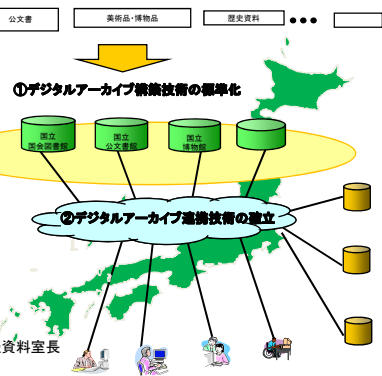 公文書
美術品・博物品
歴史資料
●●●
①デジタルアーカイブ構築技術の標準化
国立
国会図書館
国立
公文書館
国立
博物館
②デジタルアーカイブ連携技術の確立
資料室長